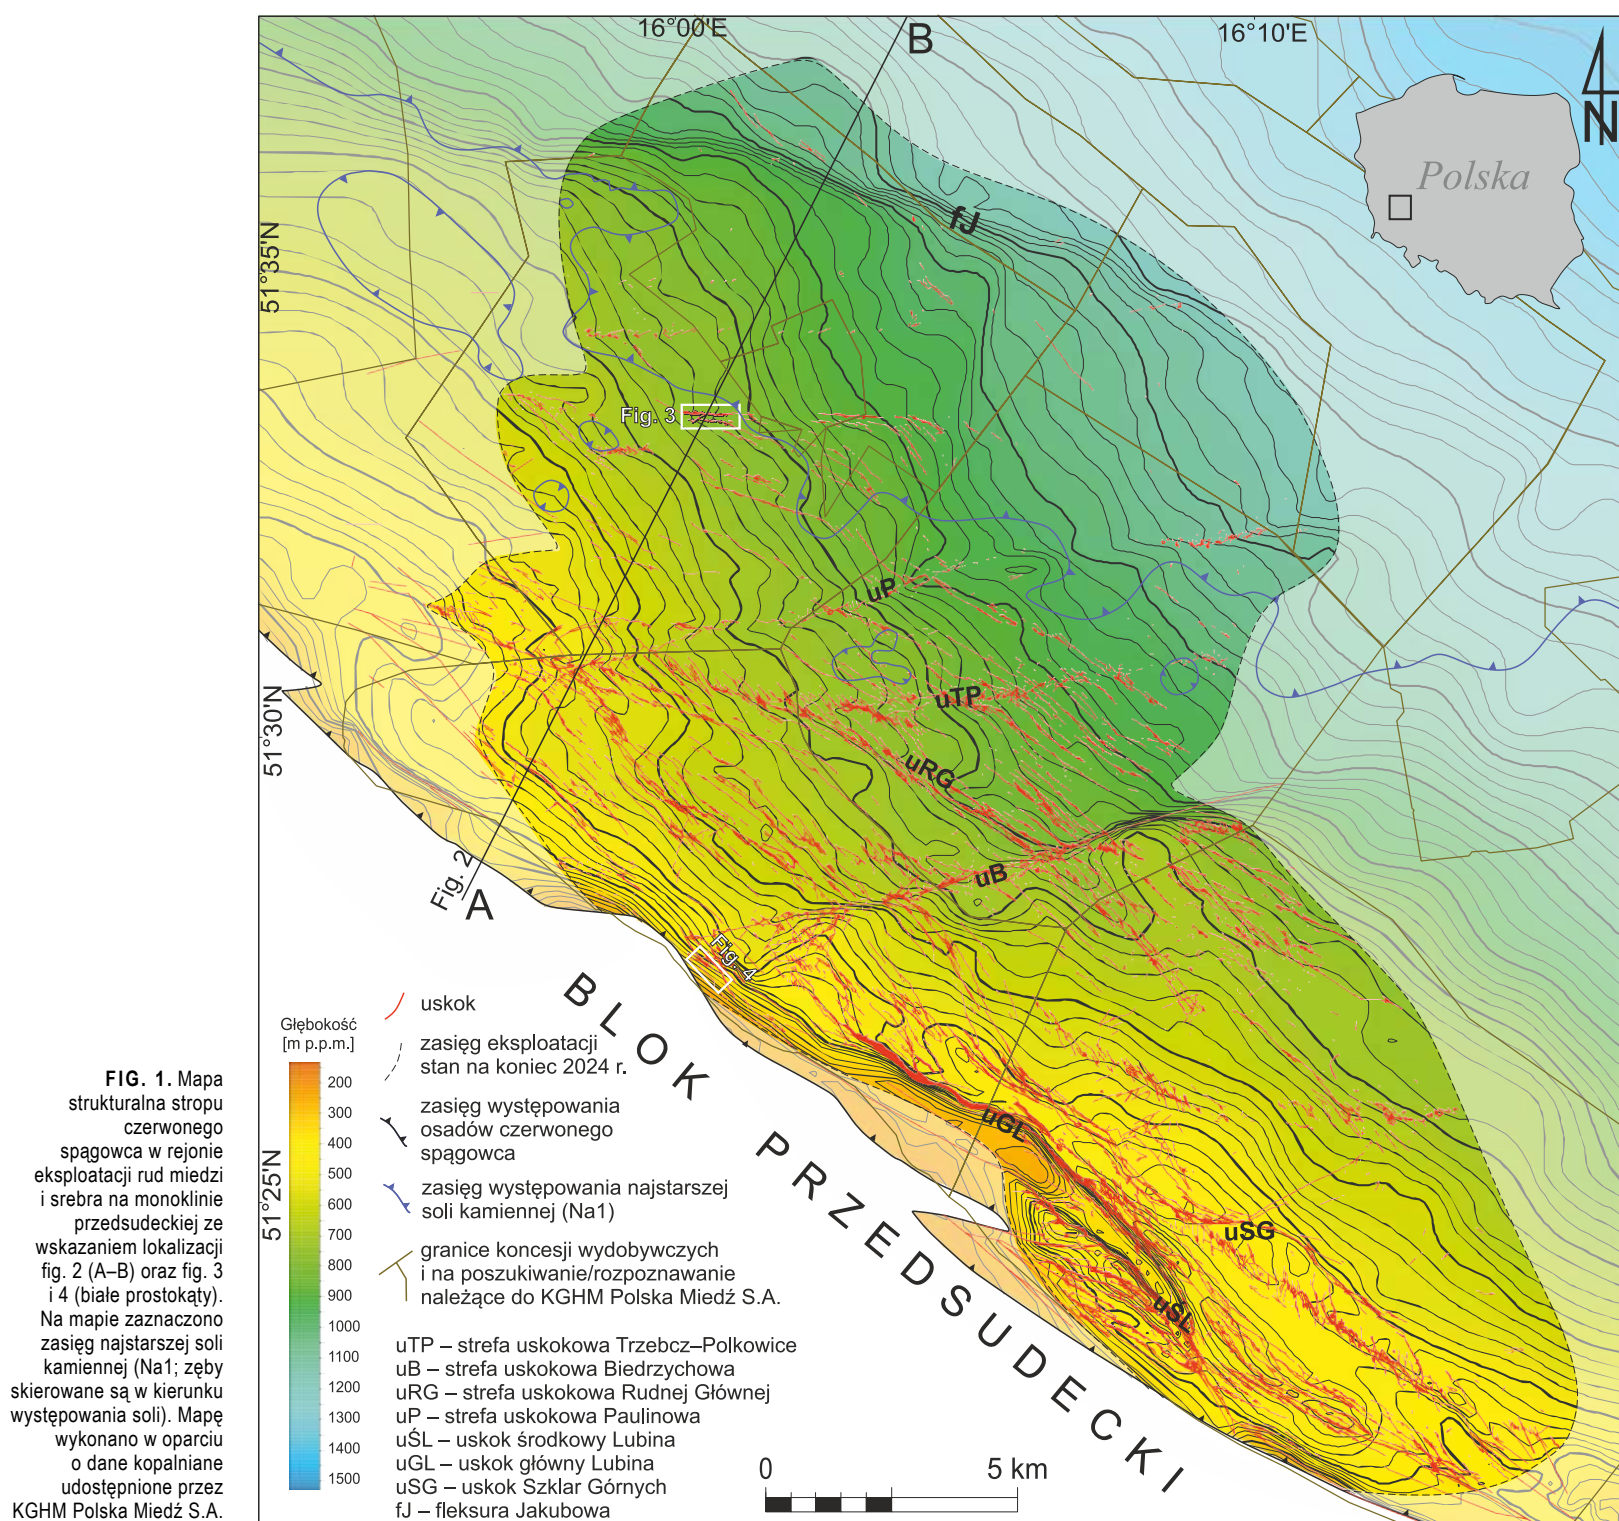 16°00'E
B
16°10'E
N
Polska
fJ
51°35'N
Fig. 3
uP
uTP
51°30'N
uRG
uB
Fig. 2
A
Fig. 4
BLOK PRZEDSUDECKI
uGL
uSG
uŚL
51°25'N
uskok
zasięg eksploatacji
stan na koniec 2024 r.
zasięg występowania
osadów czerwonego
spągowca
zasięg występowania najstarszej
soli kamiennej (Na1)
granice koncesji wydobywczych
i na poszukiwanie/rozpoznawanie
należące do KGHM Polska Miedź S.A.
Głębokość
[m p.p.m.]
200
300
400
500
600
700
800
900
1000
1100
1200
1300
1400
1500
uTP – strefa uskokowa Trzebcz–Polkowice
uB – strefa uskokowa Biedrzychowa
uRG – strefa uskokowa Rudnej Głównej
uP – strefa uskokowa Paulinowa
uŚL – uskok środkowy Lubina
uGL – uskok główny Lubina
uSG – uskok Szklar Górnych
fJ – fleksura Jakubowa
0 5 km
FIG. 1. Mapa
strukturalna stropu
czerwonego
spągowca w rejonie
eksploatacji rud miedzi
i srebra na monoklinie
przedsudeckiej ze
wskazaniem lokalizacji
fig. 2 (A–B) oraz fig. 3
i 4 (białe prostokąty).
Na mapie zaznaczono
zasięg najstarszej soli
kamiennej (Na1; zęby
skierowane są w kierunku
występowania soli). Mapę
wykonano w oparciu
o dane kopalniane
udostępnione przez
KGHM Polska Miedź S.A.